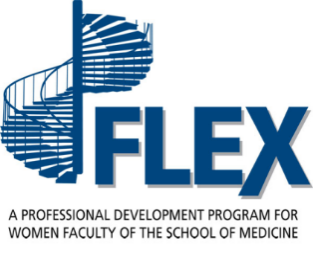 FLEX
A PROFESSIONAL DEVELOPMENT PROGRAM FOR
WOMEN FACULTY OF THE SCHOOL OF MEDICINE